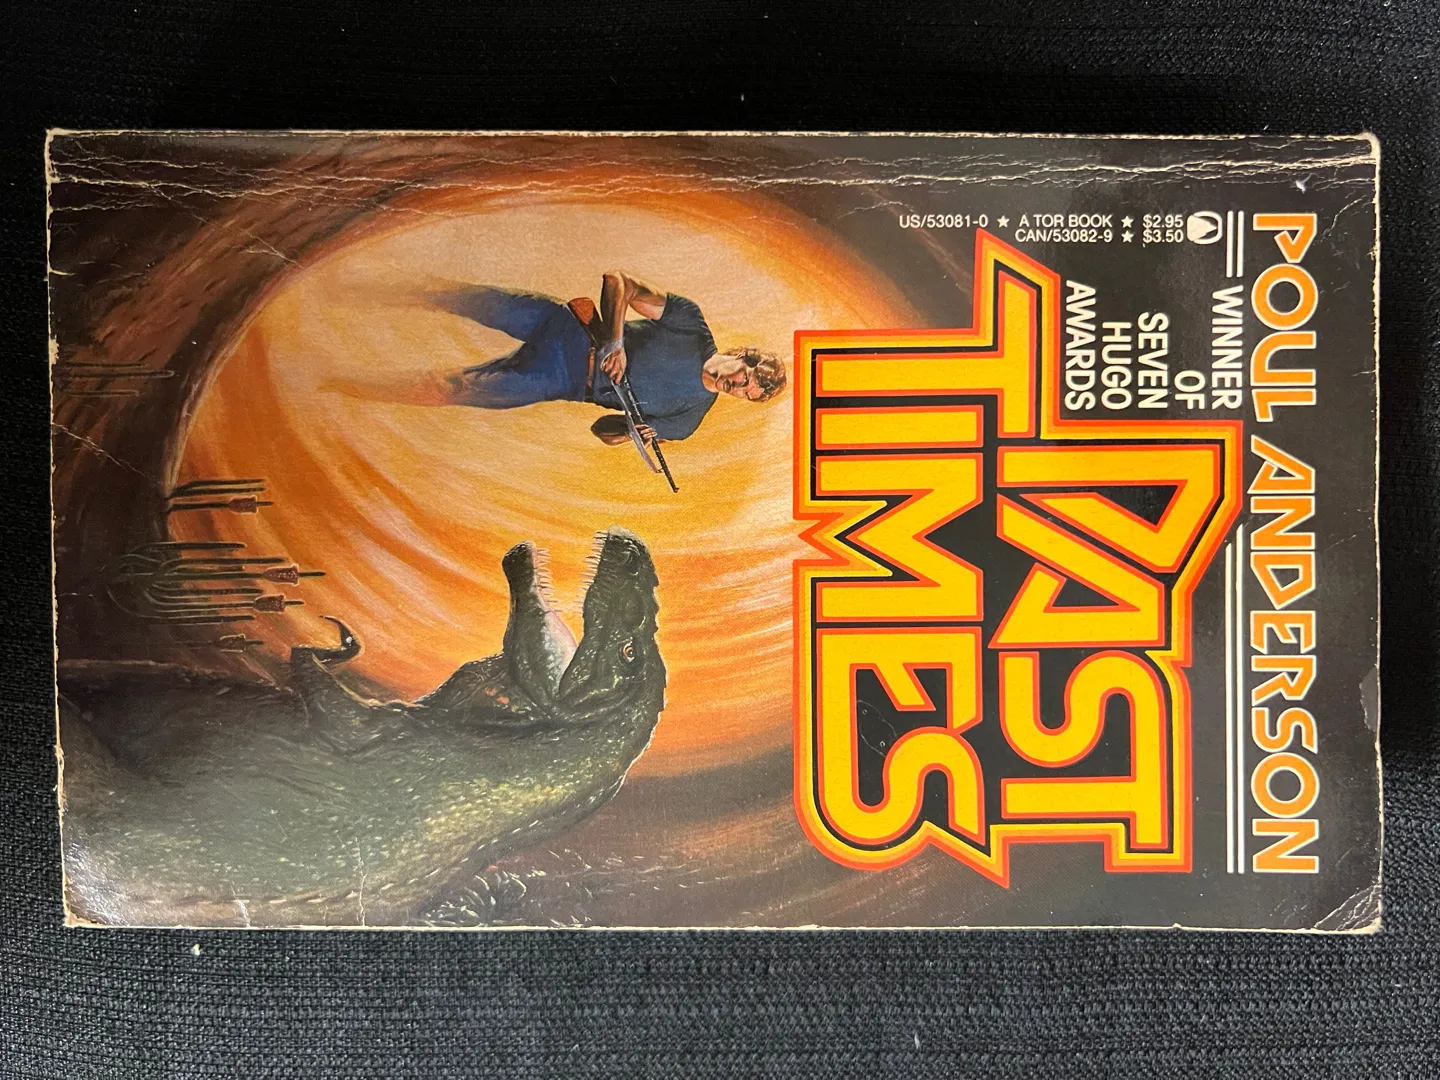 POUL ANDERSON
WINNER
OF
SEVEN
HUGO
AWARDS
US/53081-0 ★ A TOR BOOK ★ $2.95
CAN/53082-9 ★ $3.50
PAST
TIMES